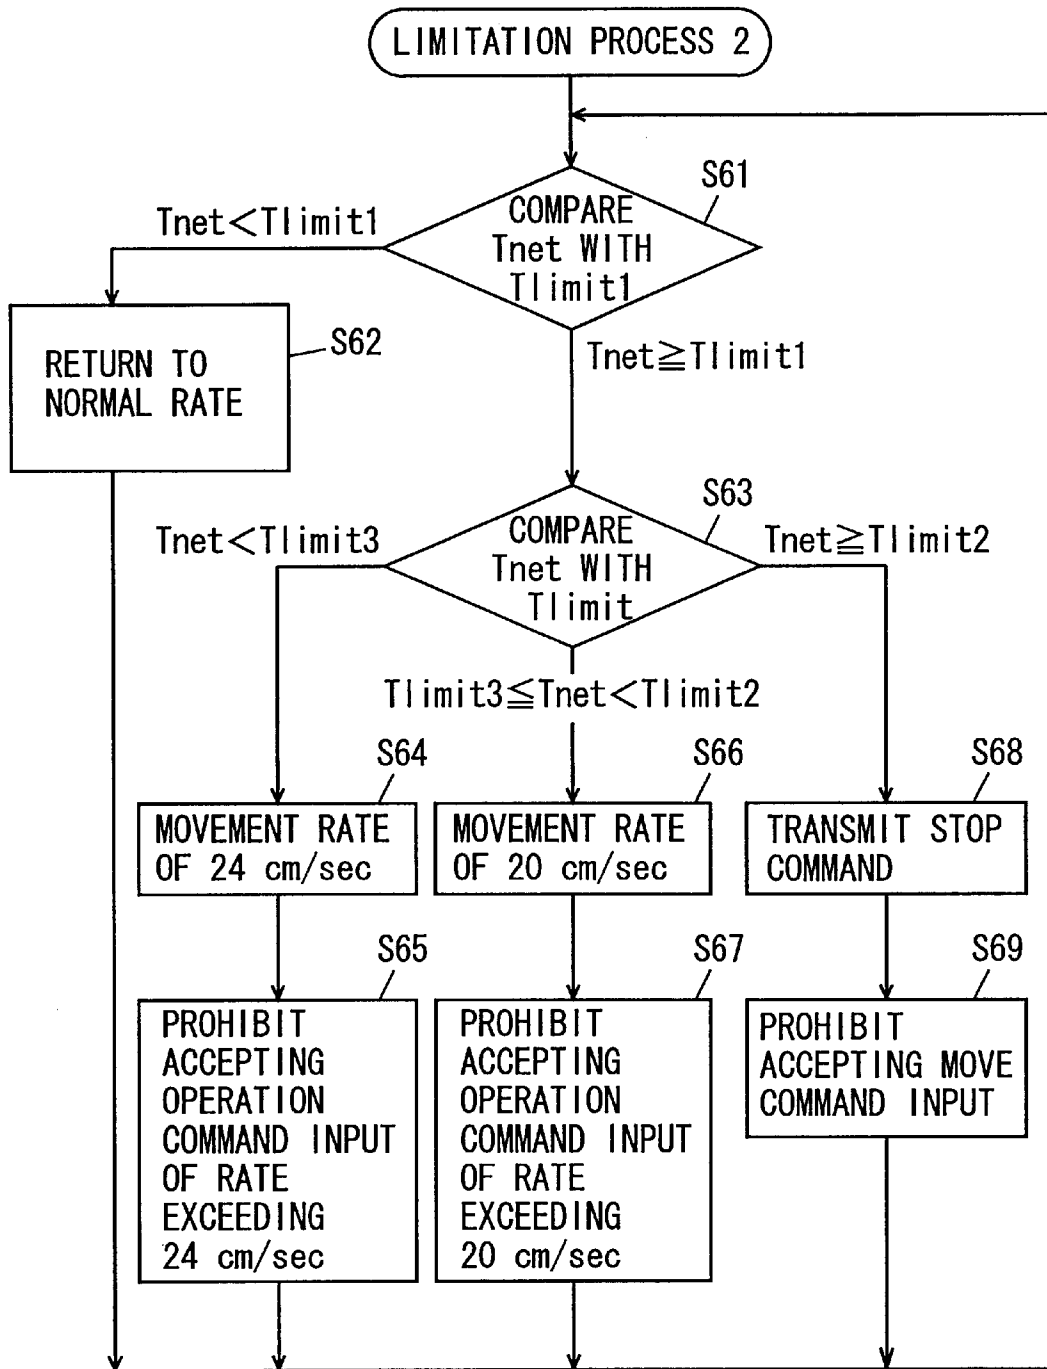 LIMITATION PROCESS 2
S61
COMPARE
Tnet WITH
Tlimit1
Tnet<Tlimit1
S62
RETURN TO
NORMAL RATE
Tnet≧Tlimit1
S63
COMPARE
Tnet WITH
Tlimit
Tnet<Tlimit3
Tnet≧Tlimit2
Tlimit3≦Tnet<Tlimit2
S64
MOVEMENT RATE
OF 24 cm/sec
S66
MOVEMENT RATE
OF 20 cm/sec
S68
TRANSMIT STOP
COMMAND
S65
PROHIBIT
ACCEPTING
OPERATION
COMMAND INPUT
OF RATE
EXCEEDING
24 cm/sec
S67
PROHIBIT
ACCEPTING
OPERATION
COMMAND INPUT
OF RATE
EXCEEDING
20 cm/sec
S69
PROHIBIT
ACCEPTING MOVE
COMMAND INPUT